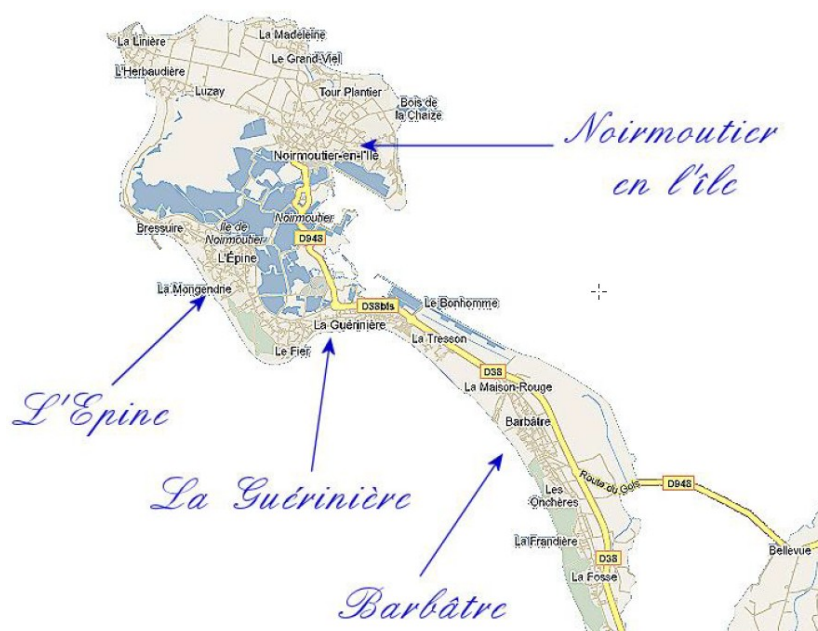 La Madeleine
La Linière
Le Grand-Viel
L'Herbaudière
Luzay
Tour Plantier
Bois de
la Chaize
Noirmoutier
en l'île
Noirmoutier-en-l'Île
Noirmoutier
Ile de
Noirmoutier
Bressuire
D948
L'Épine
La Mongendrie
D38bis
Le Bonhomme
La Guérinière
La Tresson
Le Fier
D38
La Maison-Rouge
L'Epine
Barbâtre
Route du Gois
D948
La Guérinière
Les
Onchères
La Frandière
Bellevue
D38
La Fosse
Barbâtre